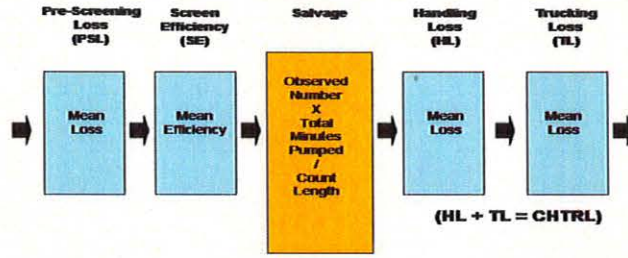 Pre-Screening
Loss
(PSL)
Screen
Efficiency
(SE)
Salvage
Handling
Loss
(HL)
Trucking
Loss
(TL)
Mean
Loss
Mean
Efficiency
Observed
Number
X
Total
Minutes
Pumped
/
Count
Length
Mean
Loss
Mean
Loss
(HL + TL = CHTRL)